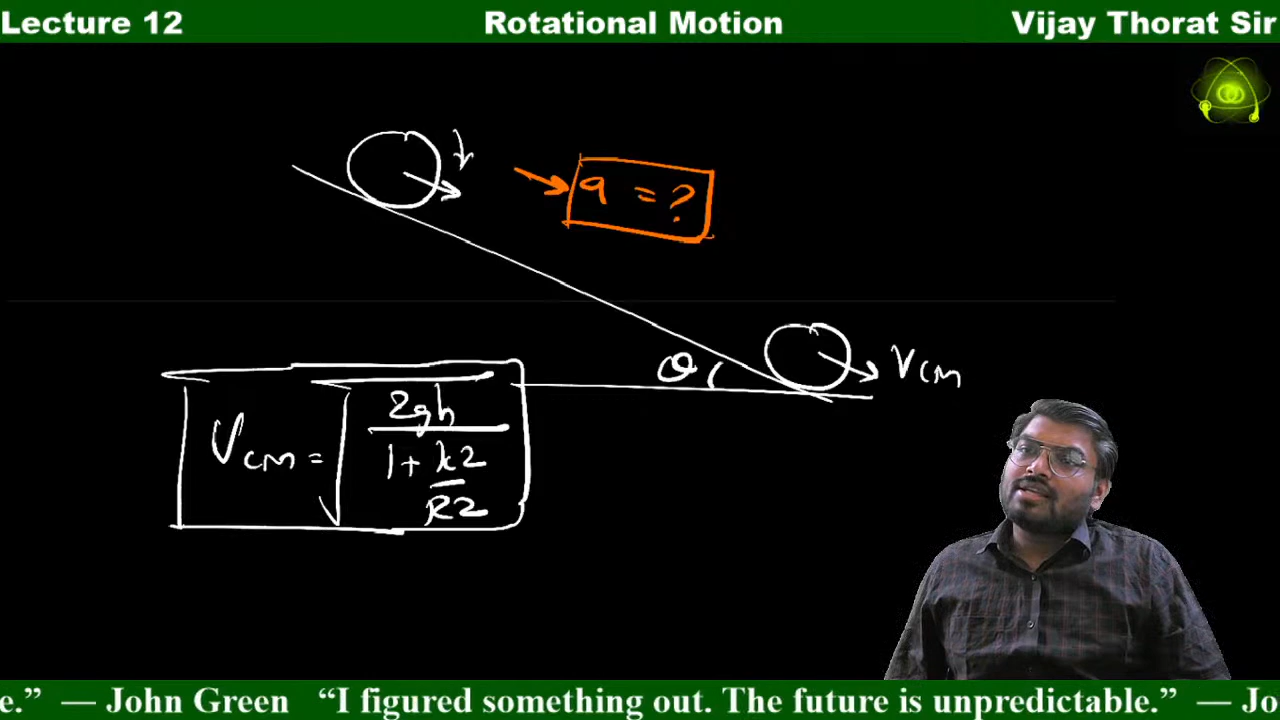 Lecture 12
Rotational Motion
Vijay Thorat Sir
a = ?
θ
VCM
VCM = √
2gh
1 + K2
R2
e.” — John Green “I figured something out. The future is unpredictable.” — Jo